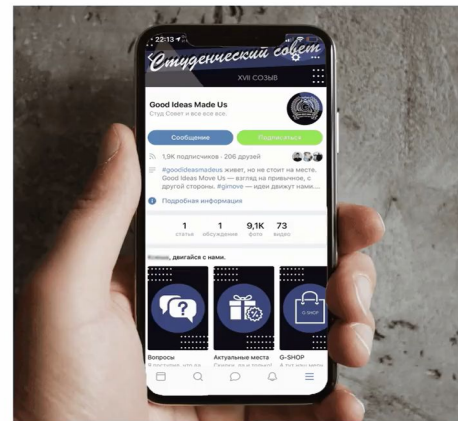 22:13
Студенческий совет
XVII СОЗЫВ
Good Ideas Made Us
Студ Совет и все все все.
Сообщение
Подписаться
1,9K подписчиков · 206 друзей
#goodideasmadeus живет, но не стоит на месте.
Good Ideas Move Us — взгляд на привычное, с
другой стороны. #gimove — идеи движут нами....
Подробная информация
1 1 9,1K 73
статья обсуждение фото видео
двигайся с нами.
G-SHOP
Вопросы Актуальные места G-SHOP